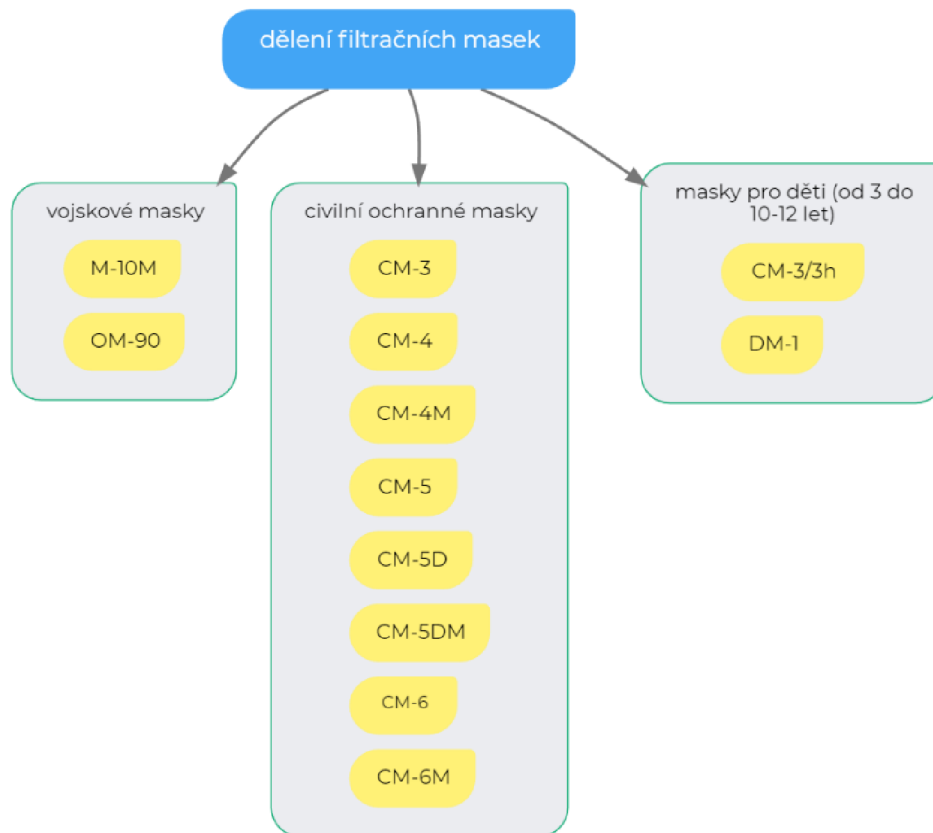 dělení filtračních masek
vojskové masky
M-10M
OM-90
civilní ochranné masky
CM-3
CM-4
CM-4M
CM-5
CM-5D
CM-5DM
CM-6
CM-6M
masky pro děti (od 3 do
10-12 let)
CM-3/3h
DM-1